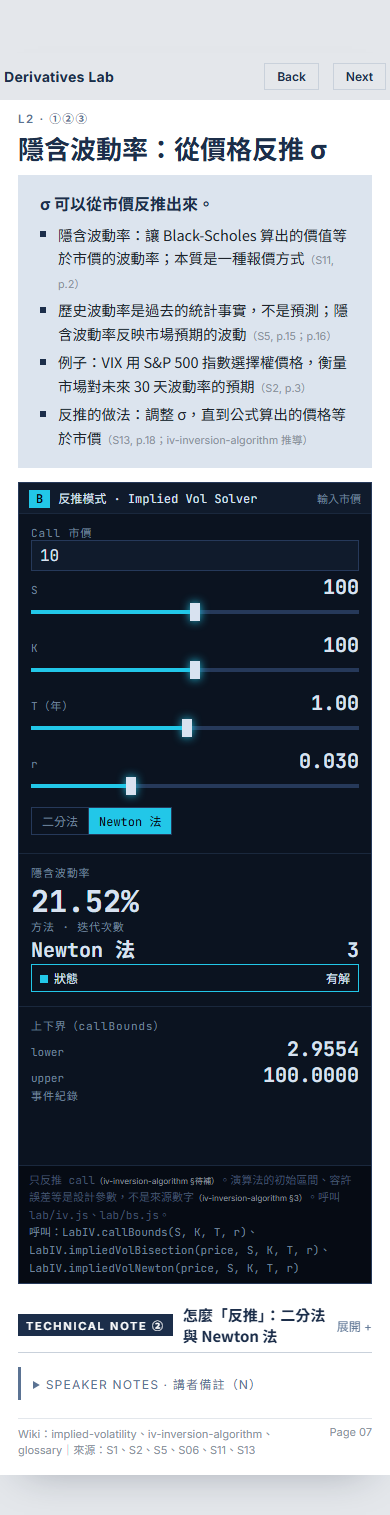 Derivatives Lab
Back
Next
L2 · ①②③
隱含波動率：從價格反推 σ
σ 可以從市價反推出來。
隱含波動率：讓 Black-Scholes 算出的價值等
於市價的波動率；本質是一種報價方式（S11,
p.2）
歷史波動率是過去的統計事實，不是預測；隱
含波動率反映市場預期的波動（S5, p.15；p.16）
例子：VIX 用 S&P 500 指數選擇權價格，衡量
市場對未來 30 天波動率的預期（S2, p.3）
反推的做法：調整 σ，直到公式算出的價格等
於市價（S13, p.18；iv-inversion-algorithm 推導）
B 反推模式 · Implied Vol Solver 輸入市價
Call 市價
10
S 100
K 100
T（年） 1.00
r 0.030
二分法 Newton 法
隱含波動率
21.52%
方法 · 迭代次數
Newton 法 3
狀態 有解
上下界（callBounds）
lower 2.9554
upper 100.0000
事件紀錄
只反推 call（iv-inversion-algorithm §待補）。演算法的初始區間、容許
誤差等是設計參數，不是來源數字（iv-inversion-algorithm §3）。呼叫
lab/iv.js、lab/bs.js。
呼叫：LabIV.callBounds(S, K, T, r)、
LabIV.impliedVolBisection(price, S, K, T, r)、
LabIV.impliedVolNewton(price, S, K, T, r)
TECHNICAL NOTE ② 怎麼「反推」：二分法
與 Newton 法
展開 +
▶ SPEAKER NOTES · 講者備註（N）
Wiki：implied-volatility、iv-inversion-algorithm、
glossary｜來源：S1、S2、S5、S06、S11、S13
Page 07